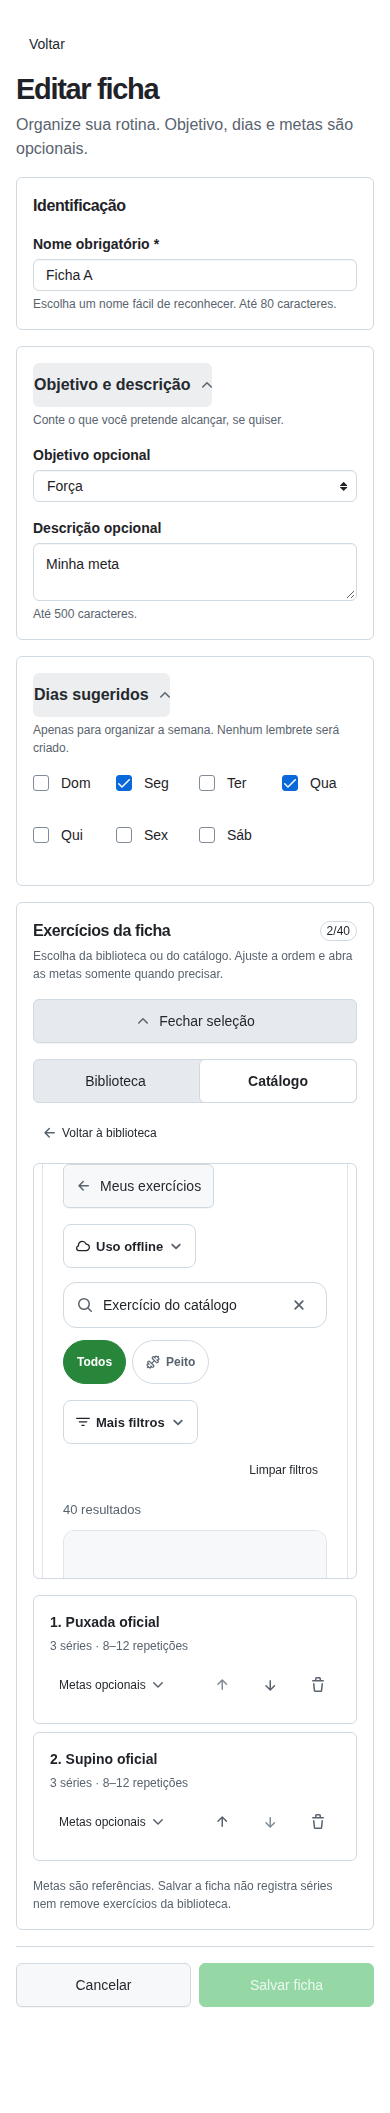 Voltar
Editar ficha
Organize sua rotina. Objetivo, dias e metas são
opcionais.
Identificação
Nome obrigatório *
Ficha A
Escolha um nome fácil de reconhecer. Até 80 caracteres.
Objetivo e descrição
Conte o que você pretende alcançar, se quiser.
Objetivo opcional
Força
Descrição opcional
Minha meta
Até 500 caracteres.
Dias sugeridos
Apenas para organizar a semana. Nenhum lembrete será
criado.
Dom Seg Ter Qua
Qui Sex Sáb
Exercícios da ficha 2/40
Escolha da biblioteca ou do catálogo. Ajuste a ordem e abra
as metas somente quando precisar.
Fechar seleção
Biblioteca Catálogo
Voltar à biblioteca
Meus exercícios
Uso offline
Exercício do catálogo
Todos Peito
Mais filtros
Limpar filtros
40 resultados
1. Puxada oficial
3 séries · 8–12 repetições
Metas opcionais
2. Supino oficial
3 séries · 8–12 repetições
Metas opcionais
Metas são referências. Salvar a ficha não registra séries
nem remove exercícios da biblioteca.
Cancelar Salvar ficha